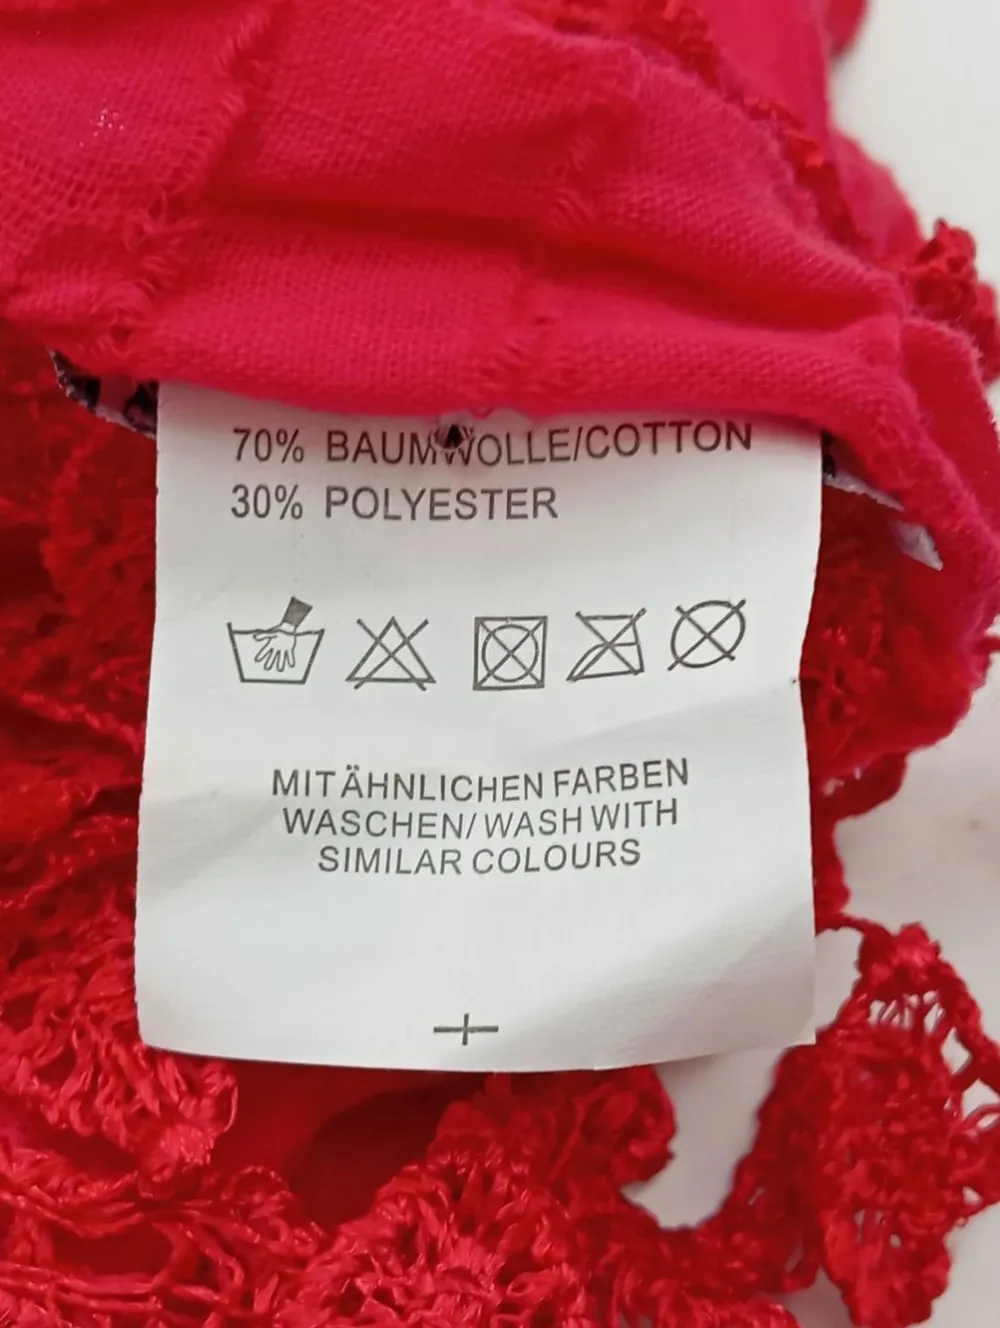 70% BAUMWOLLE/COTTON
30% POLYESTER
MIT ÄHNLICHEN FARBEN
WASCHEN/WASH WITH
SIMILAR COLOURS